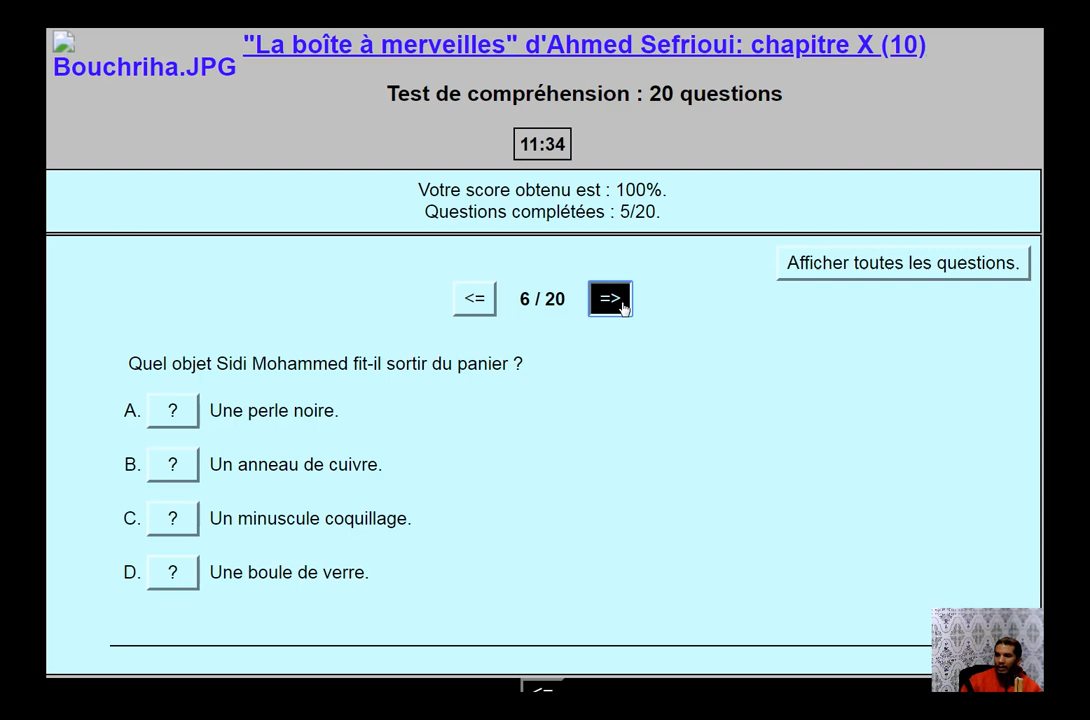 Bouchriha.JPG
"La boîte à merveilles" d'Ahmed Sefrioui: chapitre X (10)
Test de compréhension : 20 questions
11:34
Votre score obtenu est : 100%.
Questions complétées : 5/20.
Afficher toutes les questions.
<= 6 / 20 =>
Quel objet Sidi Mohammed fit-il sortir du panier ?
A. ? Une perle noire.
B. ? Un anneau de cuivre.
C. ? Un minuscule coquillage.
D. ? Une boule de verre.
<=